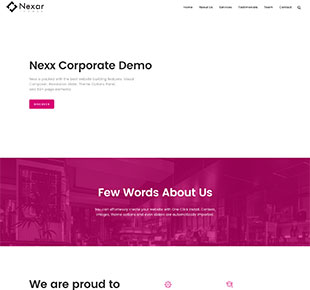 Nexar
Home About Us Services Testimonials Team Contact
Nexx Corporate Demo
Nexx is packed with the best website building features: Visual
Composer, Revolution Slider, Theme Options Panel,
and 50+ page elements.
Few Words About Us
You can effortlessly create your website with One-Click Install. Content,
images, theme options and even sliders are automatically imported.
We are proud to